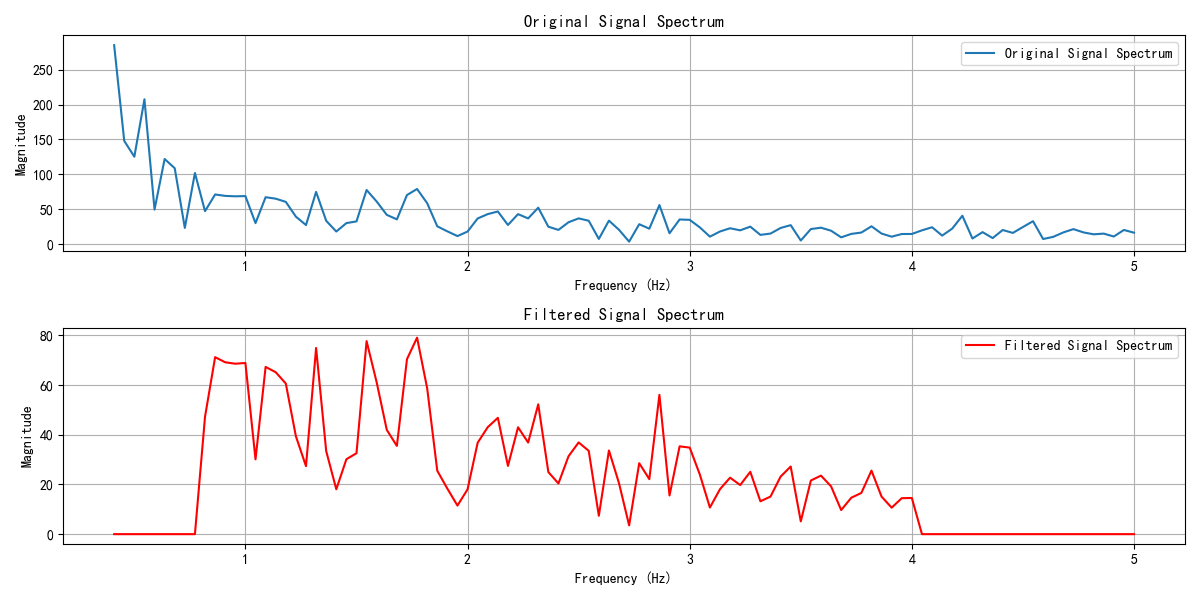 Original Signal Spectrum
Original Signal Spectrum
Magnitude
250
200
150
100
50
0
1 2 3 4 5
Frequency (Hz)
Filtered Signal Spectrum
Filtered Signal Spectrum
Magnitude
80
60
40
20
0
1 2 3 4 5
Frequency (Hz)